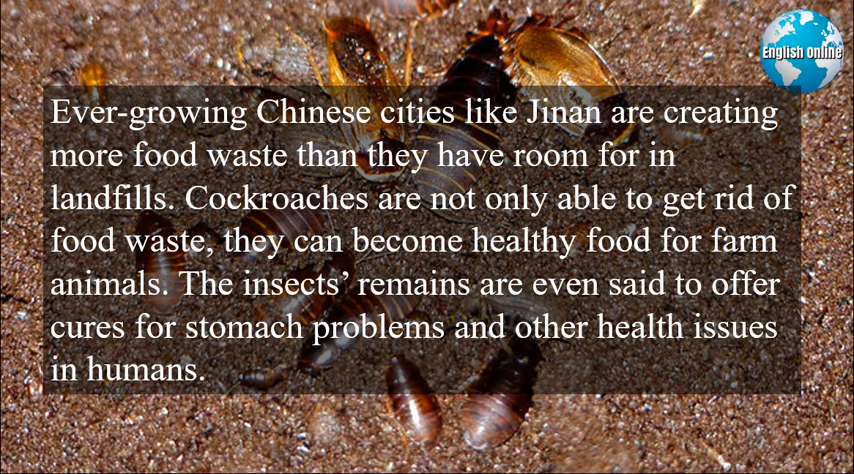 English Online
Ever-growing Chinese cities like Jinan are creating
more food waste than they have room for in
landfills. Cockroaches are not only able to get rid of
food waste, they can become healthy food for farm
animals. The insects’ remains are even said to offer
cures for stomach problems and other health issues
in humans.